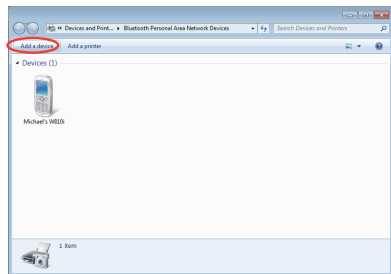 Devices and Print... Bluetooth Personal Area Network Devices Search Devices and Printers
Add a device Add a printer
Devices (1)
Michael's W810i
1 item